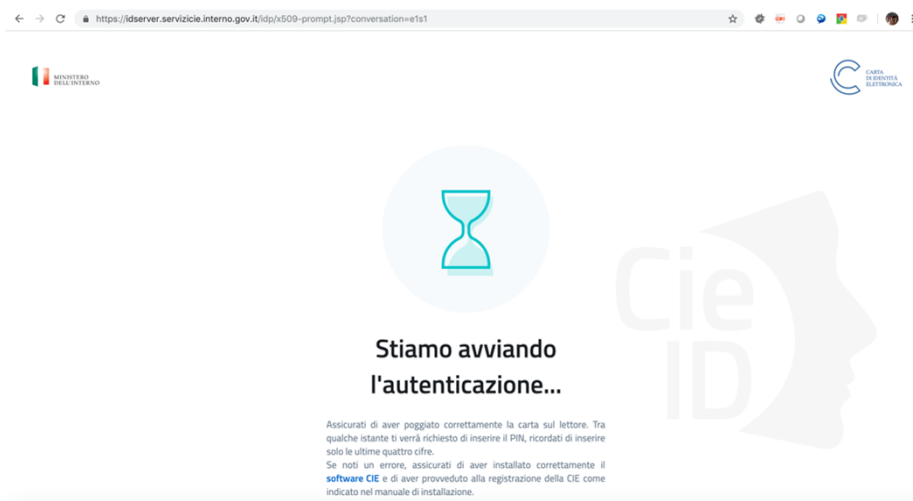 https://idserver.servizicie.interno.gov.it/idp/x509-prompt.jsp?conversation=e1s1
MINISTERO
DELL'INTERNO
CARTA
DI IDENTITÀ
ELETTRONICA
Cie
ID
Stiamo avviando
l'autenticazione...
Assicurati di aver poggiato correttamente la carta sul lettore. Tra
qualche istante ti verrà richiesto di inserire il PIN, ricordati di inserire
solo le ultime quattro cifre.
Se noti un errore, assicurati di aver installato correttamente il
software CIE e di aver provveduto alla registrazione della CIE come
indicato nel manuale di installazione.